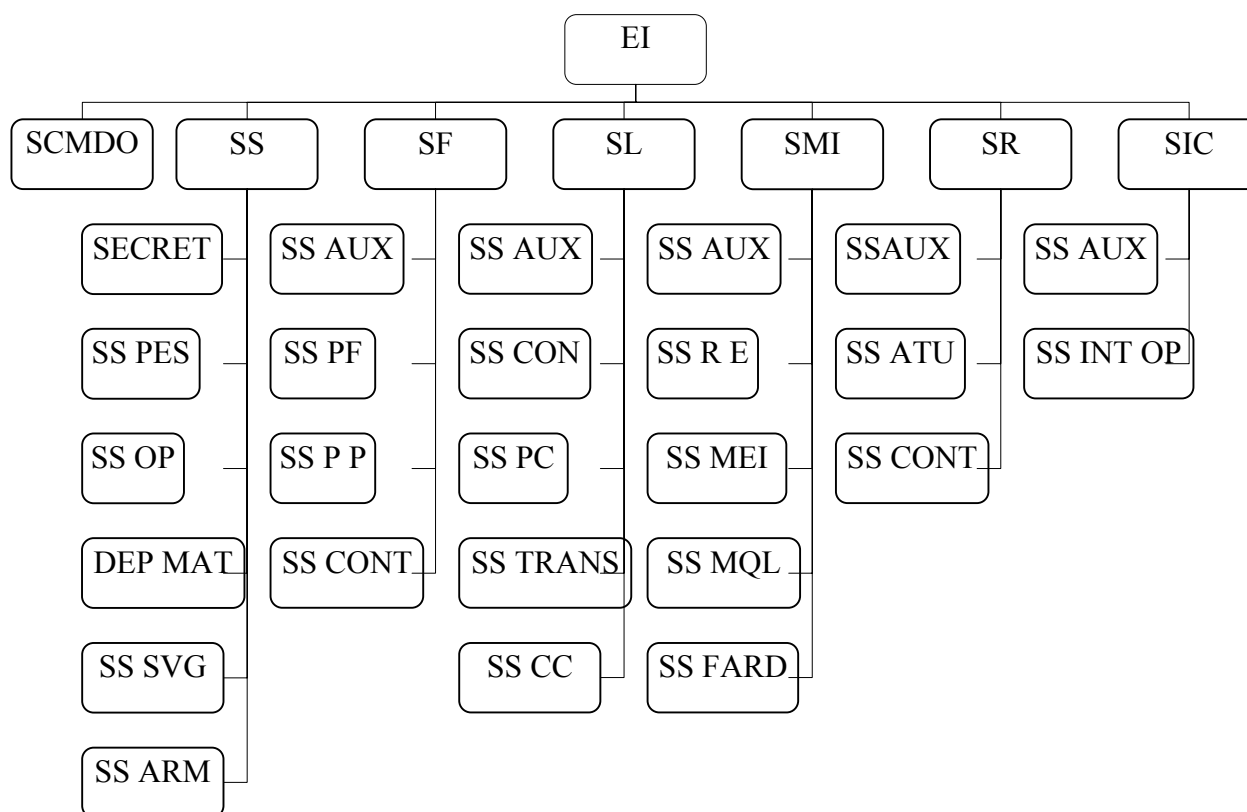 EI
SCMDO
SS
SF
SL
SMI
SR
SIC
SECRET
SS AUX
SS AUX
SS AUX
SSAUX
SS AUX
SS PES
SS PF
SS CON
SS R E
SS ATU
SS INT OP
SS OP
SS P P
SS PC
SS MEI
SS CONT
DEP MAT
SS CONT
SS TRANS
SS MQL
SS SVG
SS CC
SS FARD
SS ARM